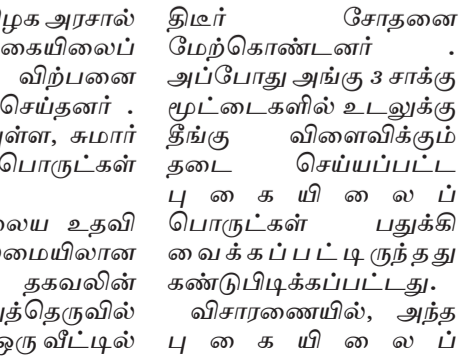 அரசால்
விற்பனை
செய்தனர் .
சுமார்
பொருட்கள்
உதவி
தகவலின்
ஒரு வீட்டில்
திடீர் சோதனை
மேற்கொண்டனர் .
அப்போது அங்கு 3 சாக்கு
மூட்டைகளில் உடலுக்கு
தீங்கு விளைவிக்கும்
தடை செய்யப்பட்ட
பு கை யி லை ப்
பொருட்கள் பதுக்கி
வைக்கப்பட்டிருந்தது
கண்டுபிடிக்கப்பட்டது.
விசாரணையில், அந்த
பு கை யி லை ப்